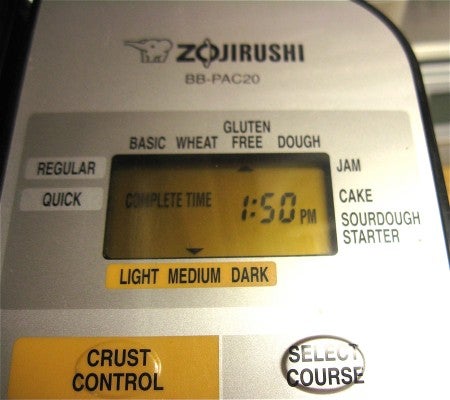 ZOJIRUSHI
BB-PAC20
GLUTEN
BASIC WHEAT FREE DOUGH
REGULAR
JAM
QUICK
COMPLETE TIME 1:50 PM
CAKE
SOURDOUGH
STARTER
LIGHT MEDIUM DARK
CRUST
CONTROL
SELECT
COURSE